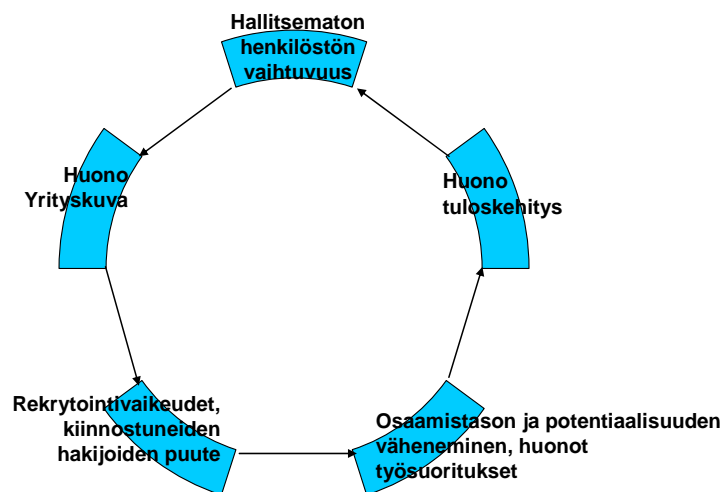 Hallitsematon
henkilöstön
vaihtuvuus
Huono
Yrityskuva
Huono
tuloskehitys
Rekrytointivaikeudet,
kiinnostuneiden
hakijoiden puute
Osaamistason ja potentiaalisuuden
väheneminen, huonot
työsuoritukset